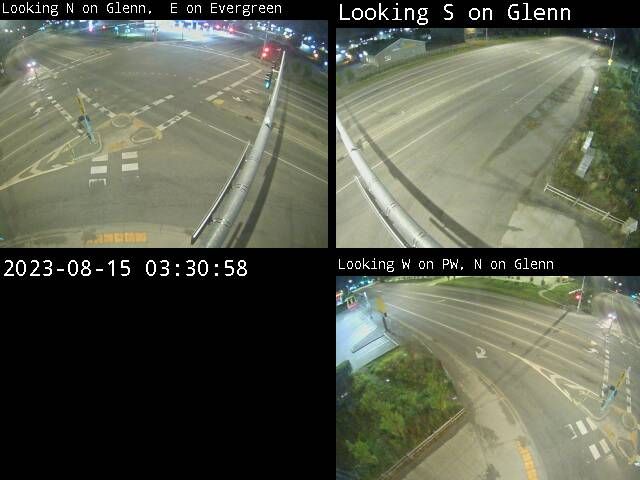 Looking N on Glenn,  E on Evergreen
Looking S on Glenn
2023-08-15 03:30:58
Looking W on PW, N on Glenn